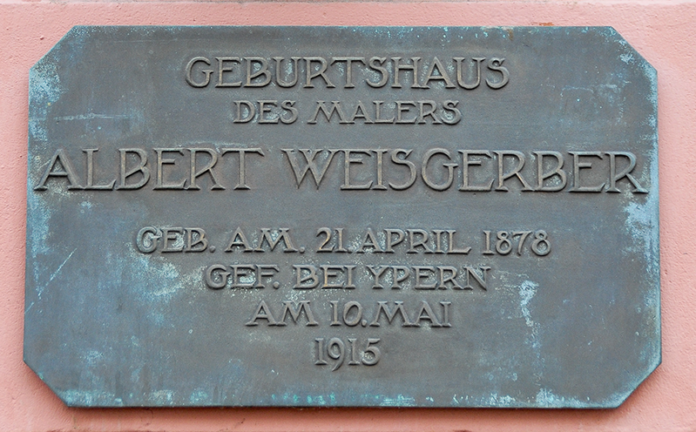 GEBURTSHAUS
DES MALERS
ALBERT WEISGERBER
GEB. AM. 21. APRIL 1878
GEF. BEI YPERN
AM 10. MAI
1915